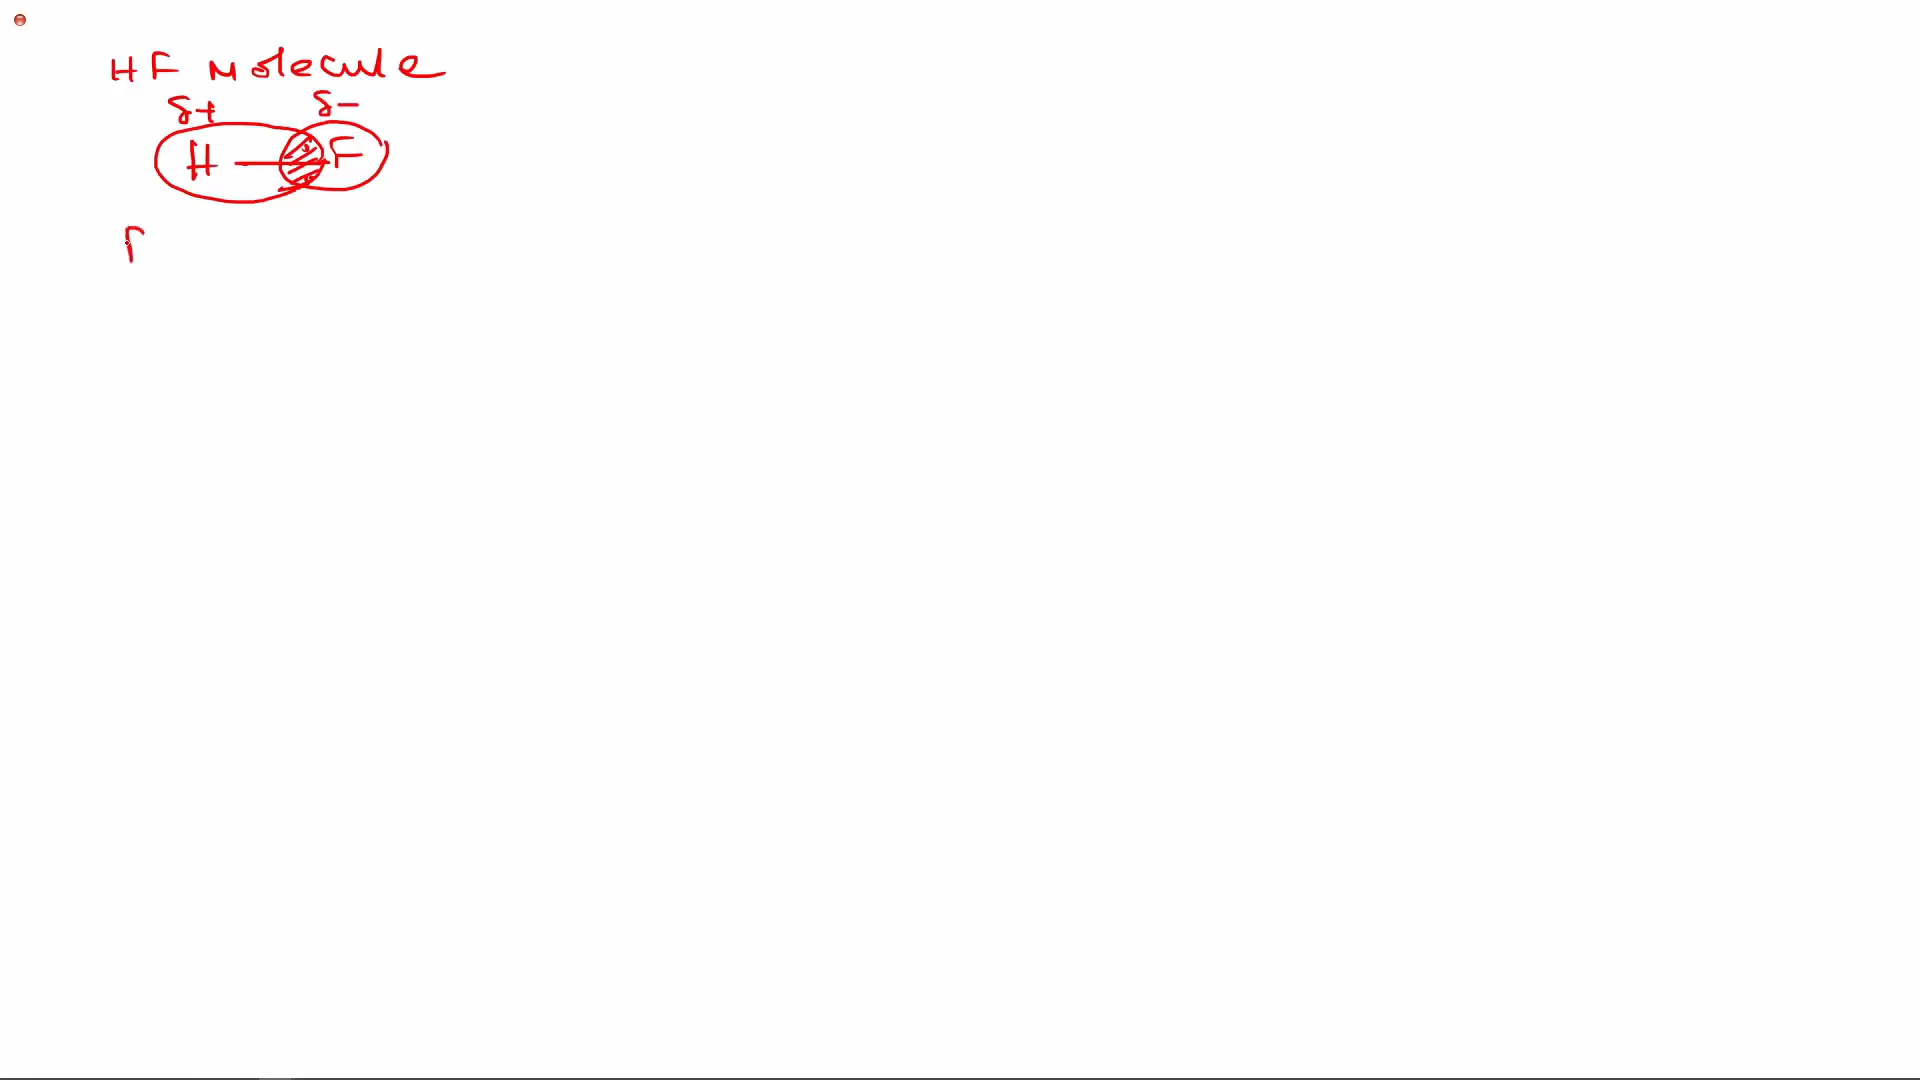 HF Molecule
δ+ δ-
H — F